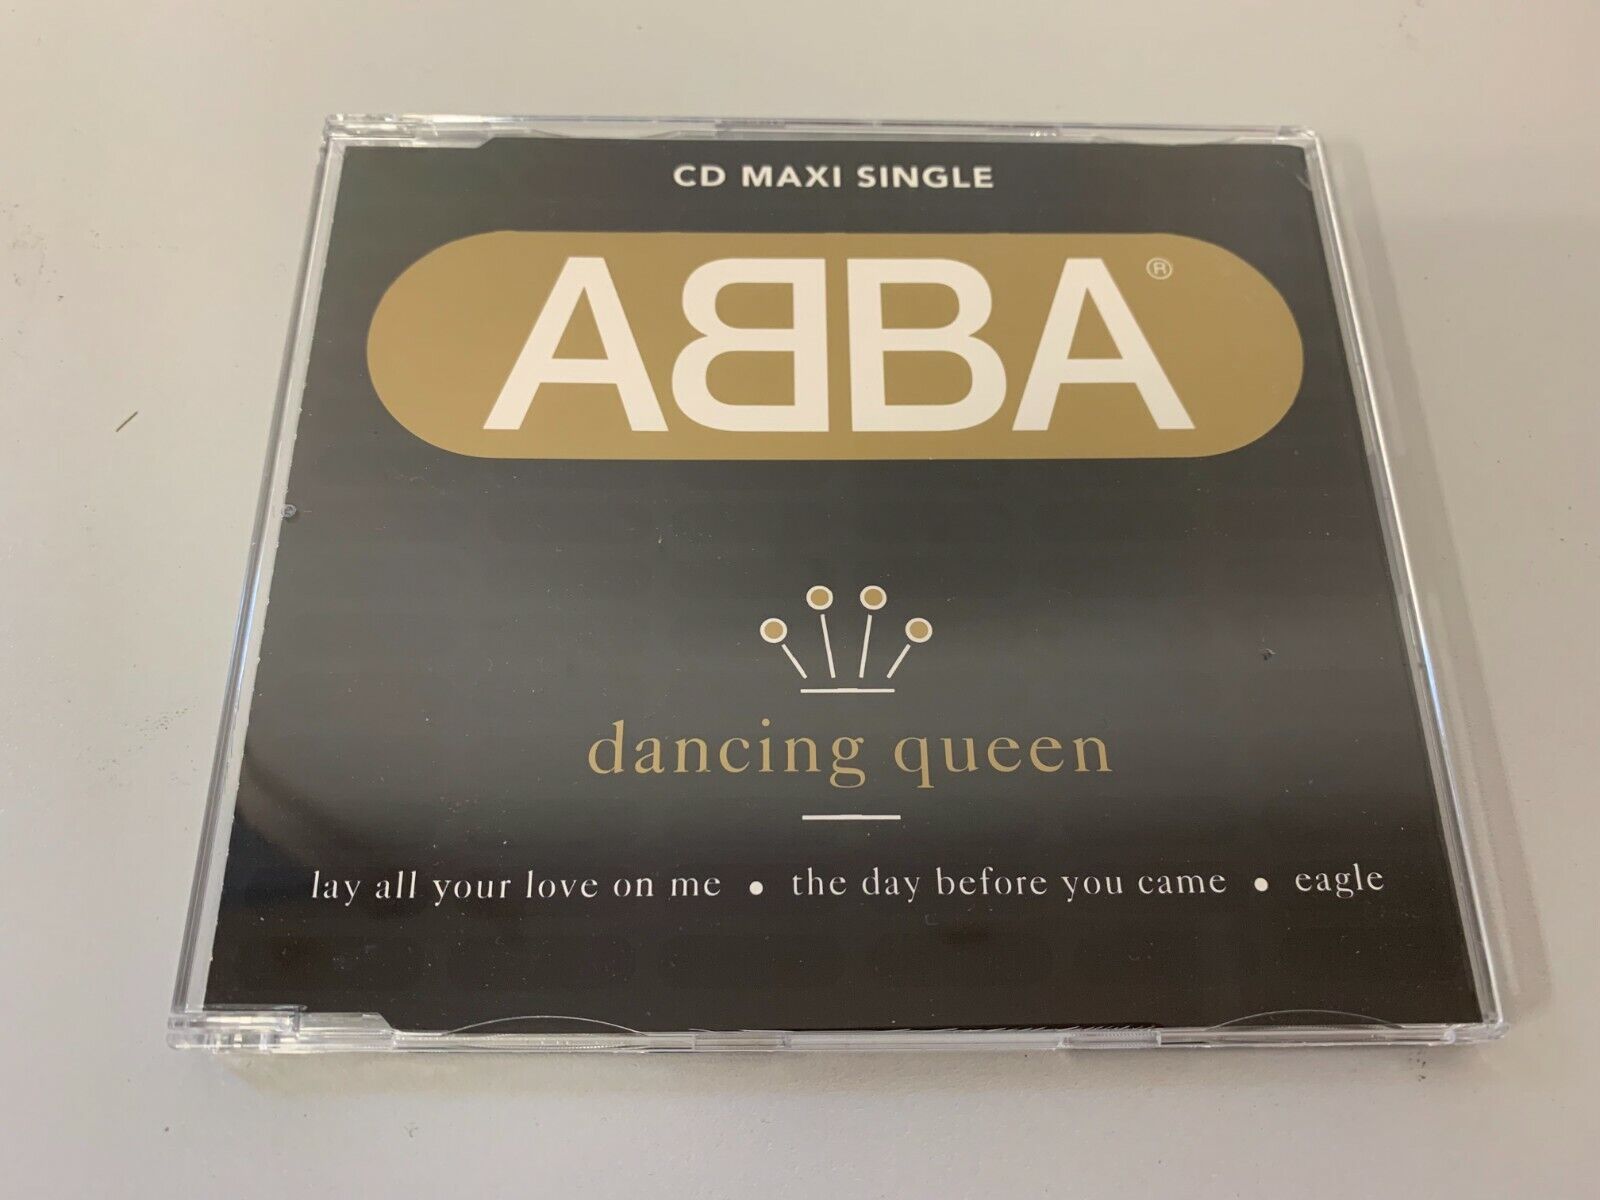 CD MAXI SINGLE
ABBA®
dancing queen
lay all your love on me • the day before you came • eagle